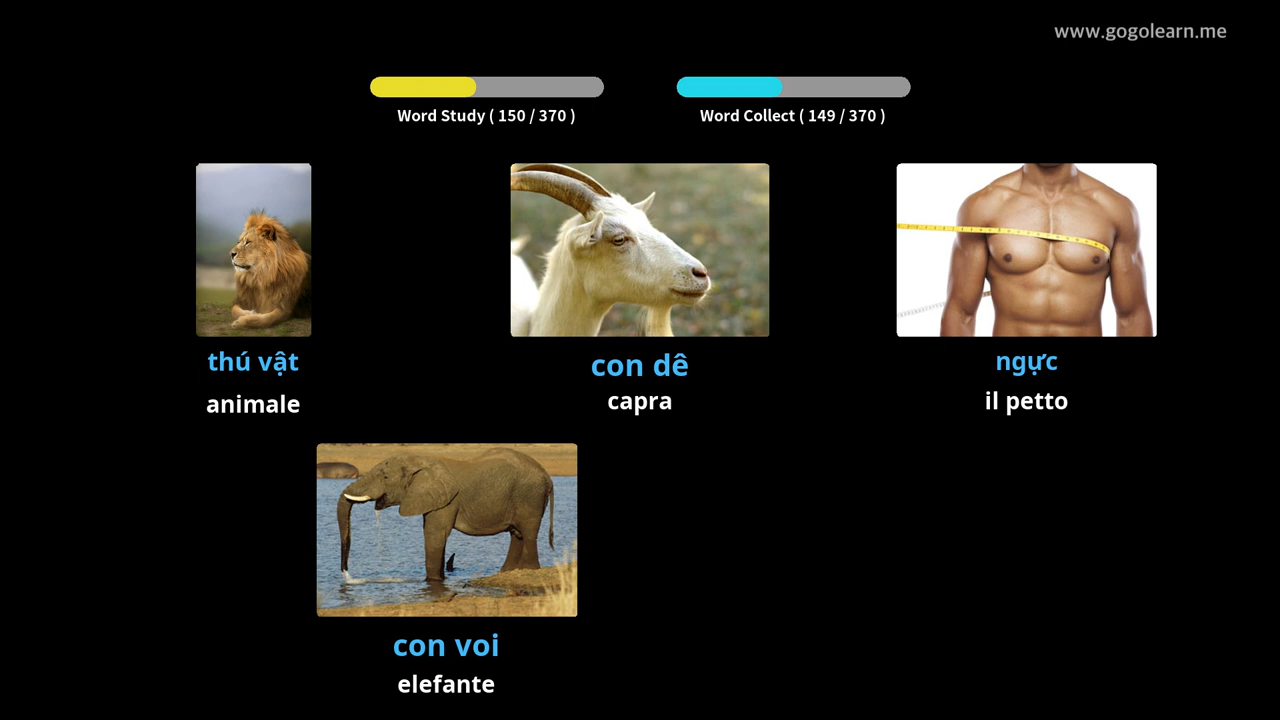 www.gogolearn.me
Word Study ( 150 / 370 )
Word Collect ( 149 / 370 )
thú vật
animale
con dê
capra
ngực
il petto
con voi
elefante